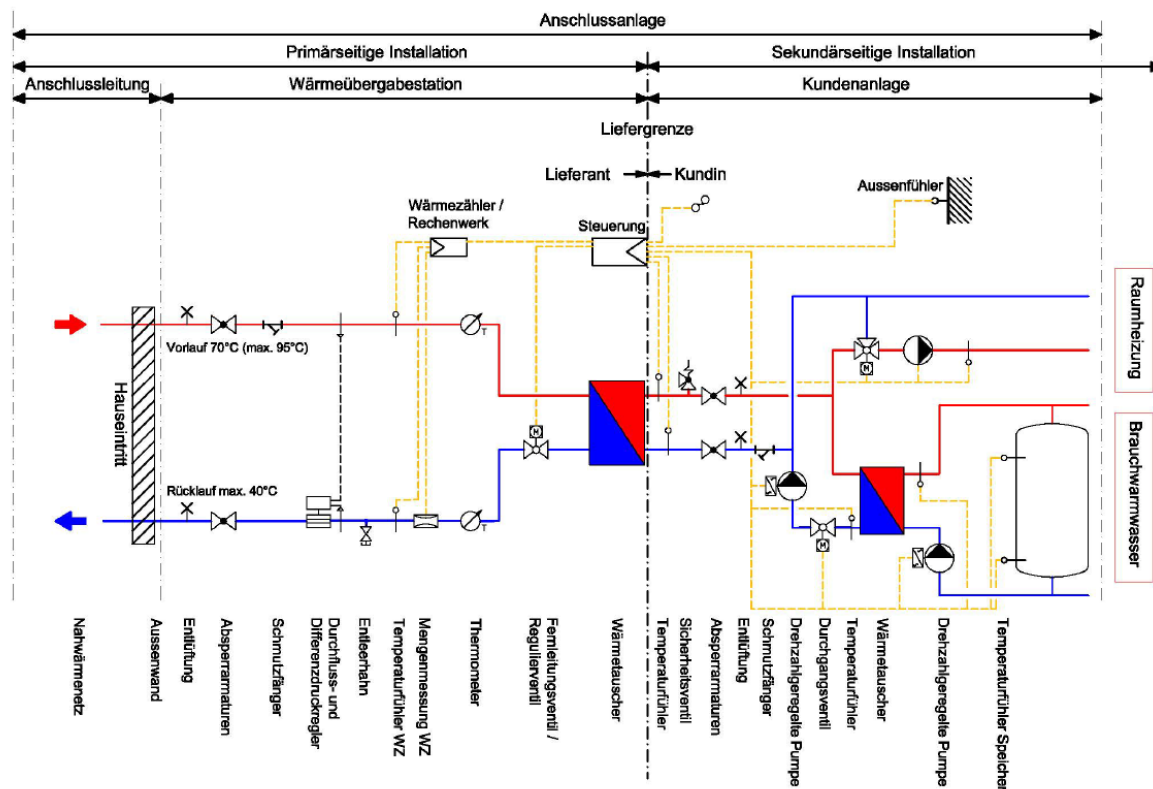 Anschlussanlage
Primärseitige Installation
Sekundärseitige Installation
Anschlussleitung
Wärmeübergabestation
Kundenanlage
Liefergrenze
Lieferant
Kundin
Aussenfühler
Wärmezähler /
Rechenwerk
Steuerung
Raumheizung
T
M
Vorlauf 70°C (max. 95°C)
Hauseintritt
M
Brauchwarmwasser
Rücklauf max. 40°C
T
M
Nahwärmenetz
Aussenwand
Entlüftung
Absperrarmaturen
Schmutzfänger
Durchfluss- und
Differenzdruckregler
Entleerhahn
Temperaturfühler WZ
Mengenmessung WZ
Thermometer
Fernleitungsventil /
Regulierventil
Wärmetauscher
Temperaturfühler
Sicherheitsventil
Absperrarmaturen
Entlüftung
Schmutzfänger
Drehzahlgeregelte Pumpe
Durchgangsventil
Temperaturfühler
Wärmetauscher
Drehzahlgeregelte Pumpe
Temperaturfühler Speicher